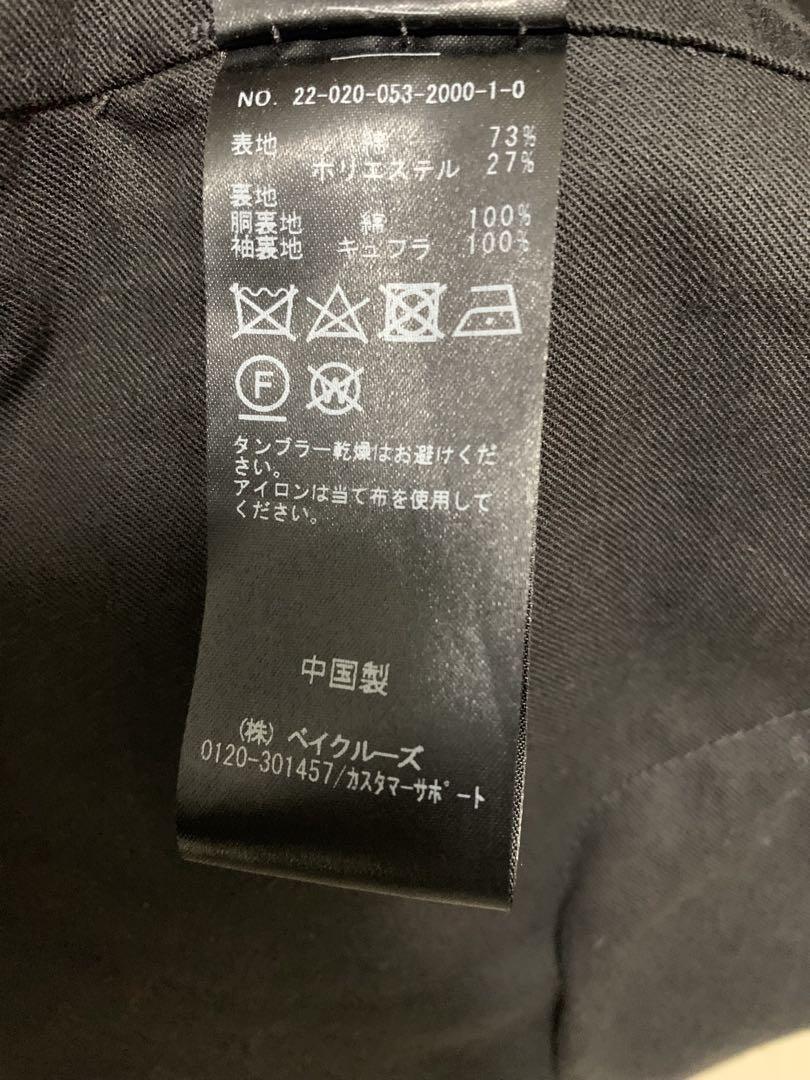 NO. 22-020-053-2000-1-0
表地 綿 73%
ポリエステル 27%
裏地
胴裏地 綿 100%
袖裏地 キュプラ 100%
F W
タンブラー乾燥はお避けくだ
さい。
アイロンは当て布を使用して
ください。
中国製
(株) ベイクルーズ
0120-301457/カスタマーサポート